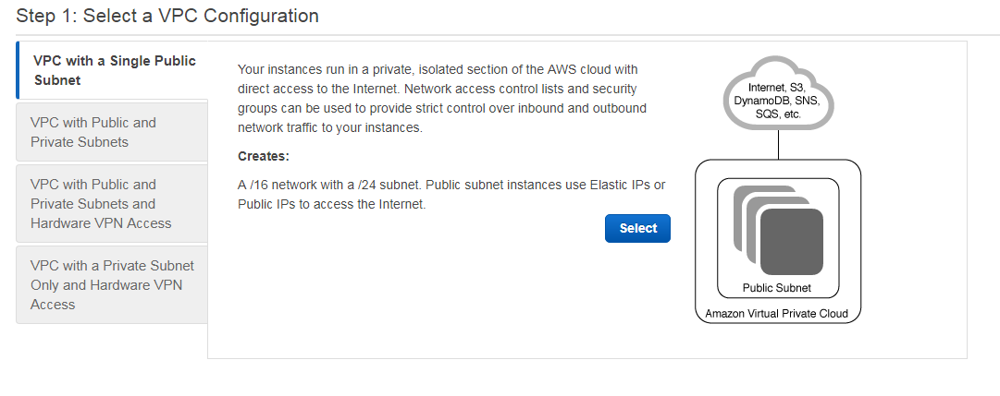 Step 1: Select a VPC Configuration
VPC with a Single Public
Subnet
VPC with Public and
Private Subnets
VPC with Public and
Private Subnets and
Hardware VPN Access
VPC with a Private Subnet
Only and Hardware VPN
Access
Your instances run in a private, isolated section of the AWS cloud with
direct access to the Internet. Network access control lists and security
groups can be used to provide strict control over inbound and outbound
network traffic to your instances.
Creates:
A /16 network with a /24 subnet. Public subnet instances use Elastic IPs or
Public IPs to access the Internet.
Select
Internet, S3,
DynamoDB, SNS,
SQS, etc.
Public Subnet
Amazon Virtual Private Cloud